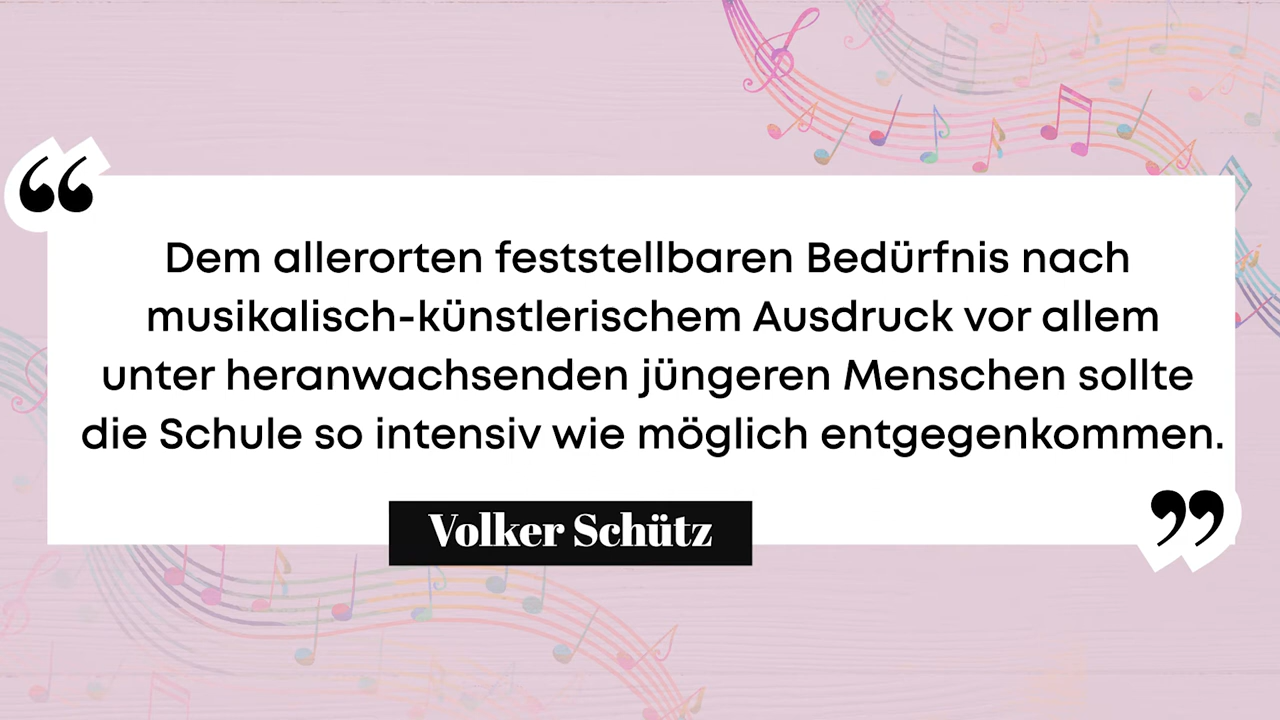 “
Dem allerorten feststellbaren Bedürfnis nach
musikalisch-künstlerischem Ausdruck vor allem
unter heranwachsenden jüngeren Menschen sollte
die Schule so intensiv wie möglich entgegenkommen.
”
Volker Schütz